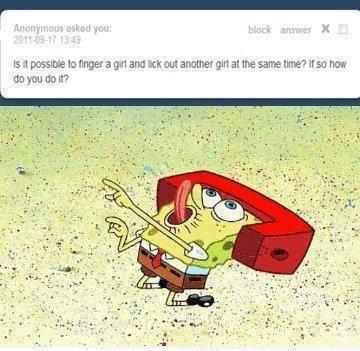 Anonymous asked you:
block answer X
2011-09-17 13:49
Is it possible to finger a girl and lick out another girl at the same time? If so how
do you do it?